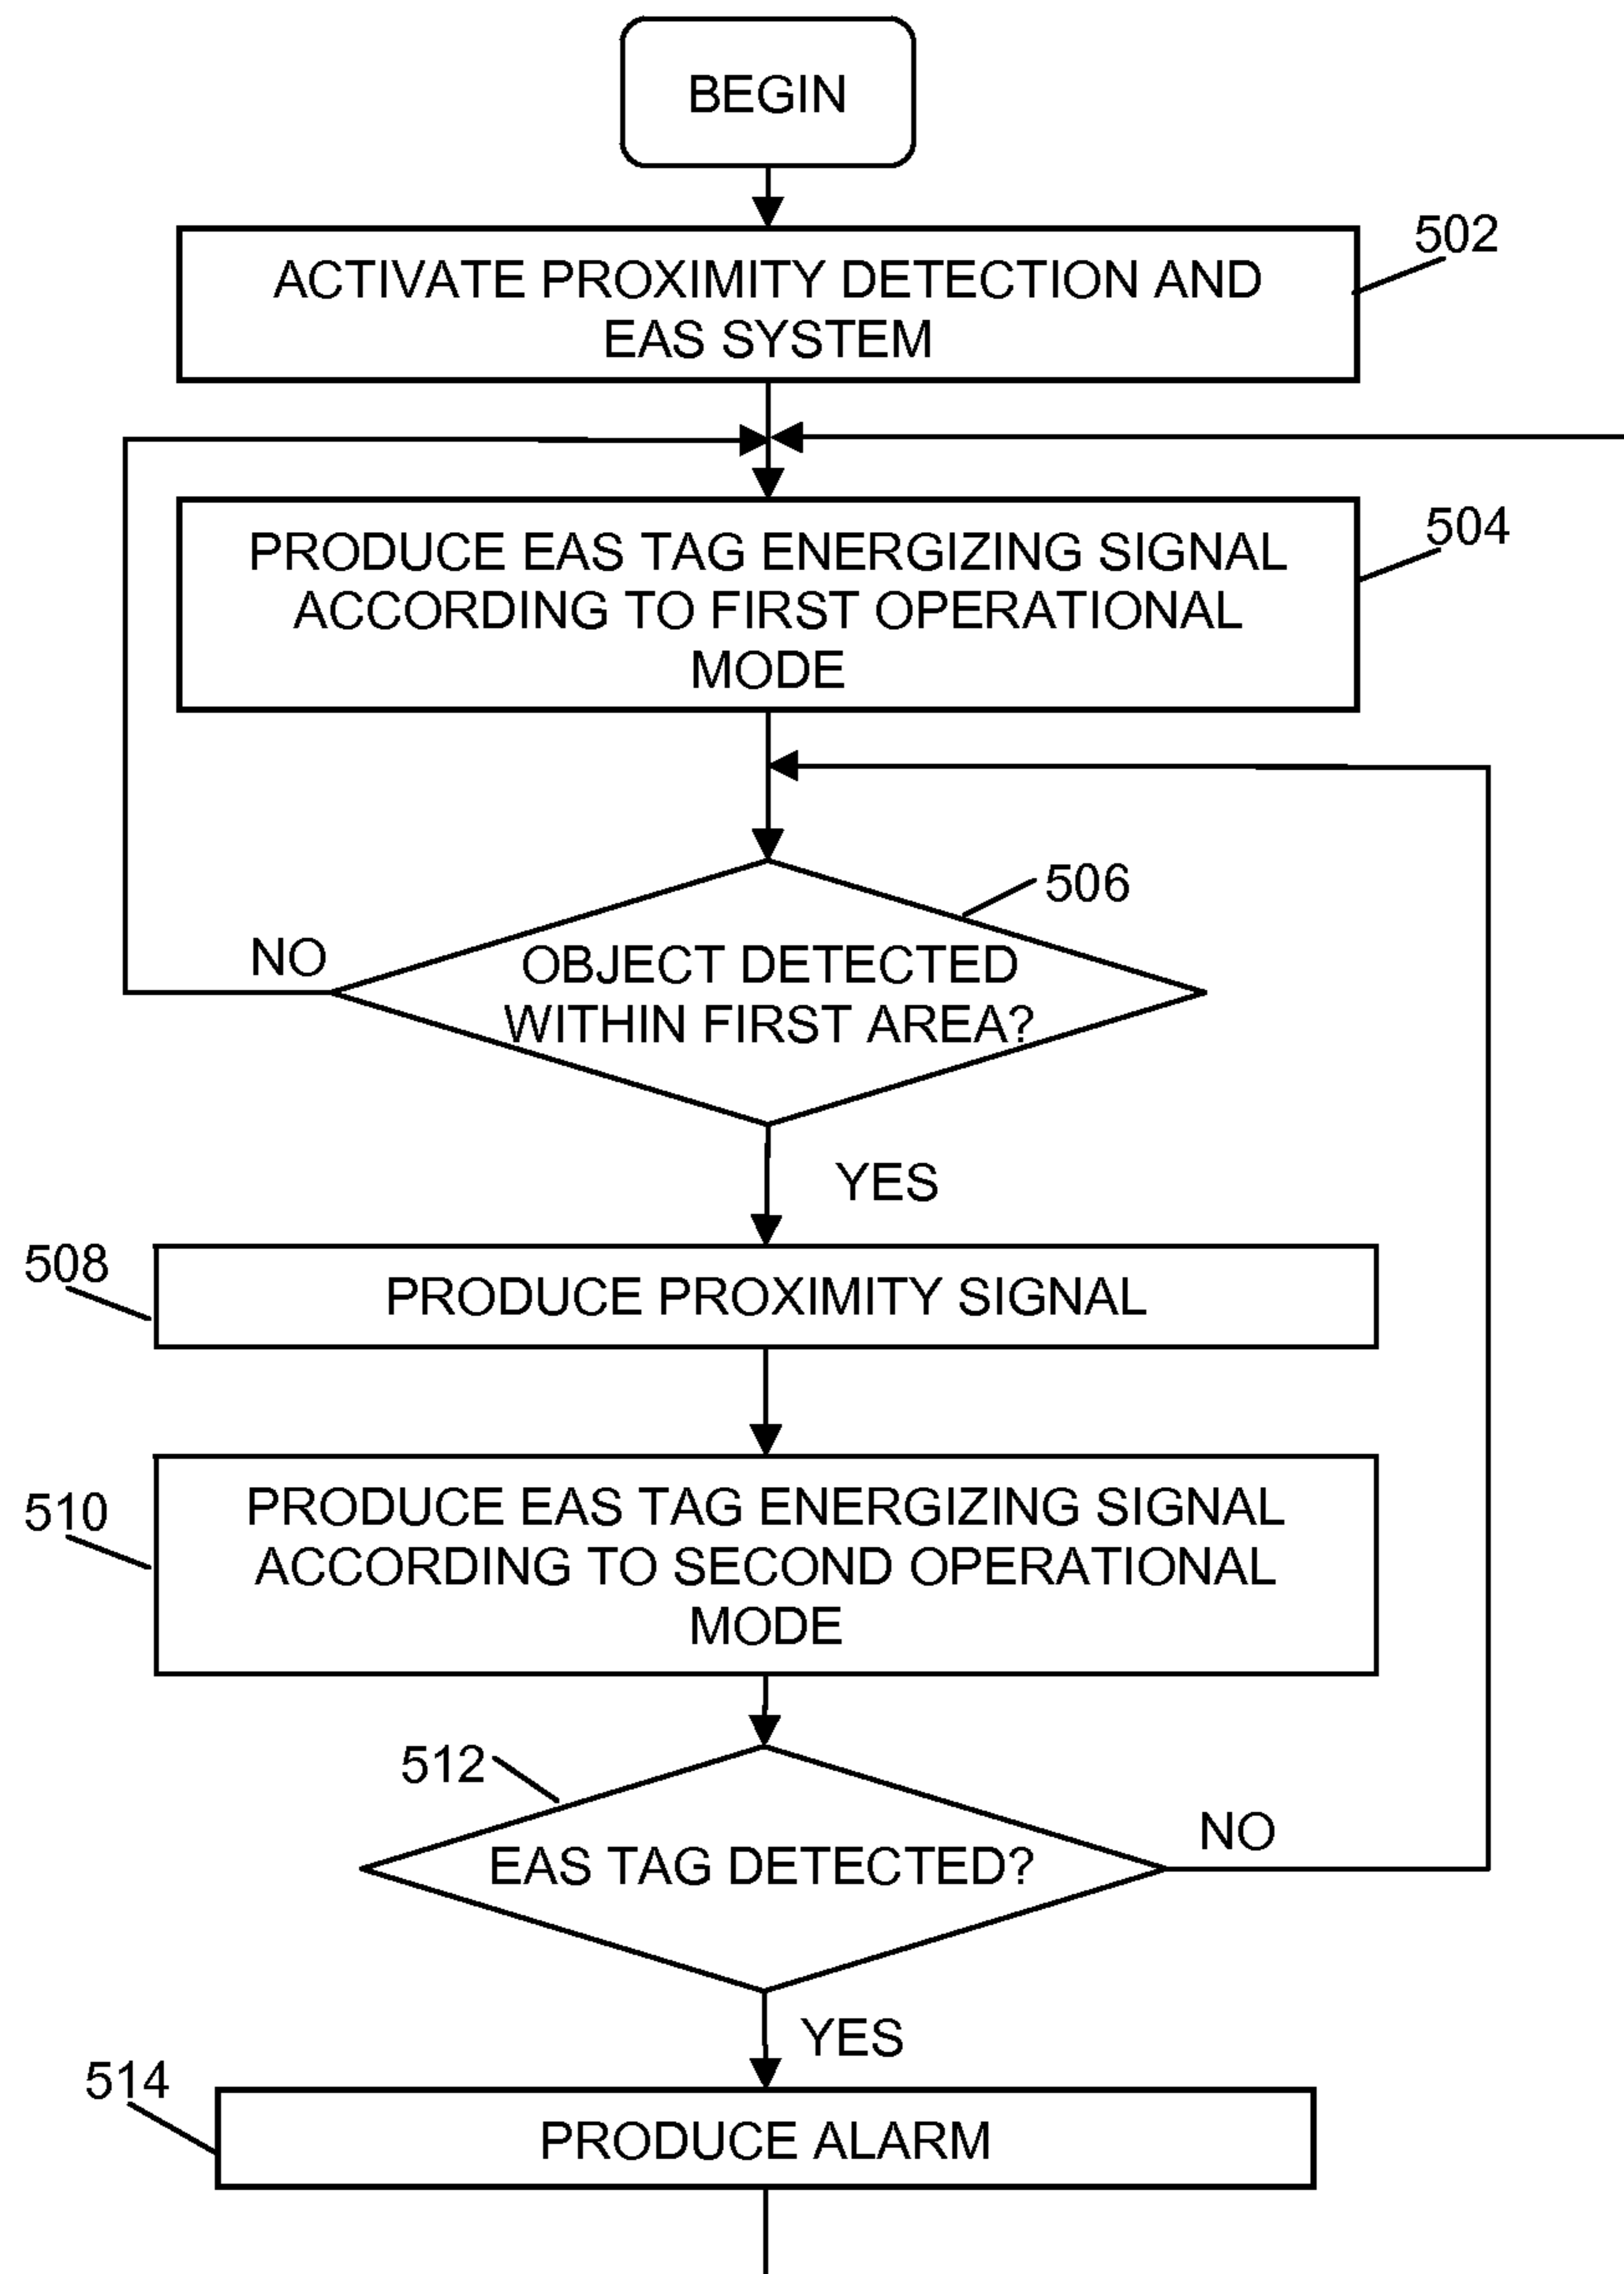 BEGIN
502
ACTIVATE PROXIMITY DETECTION AND
EAS SYSTEM
504
PRODUCE EAS TAG ENERGIZING SIGNAL
ACCORDING TO FIRST OPERATIONAL
MODE
506
NO
OBJECT DETECTED
WITHIN FIRST AREA?
YES
508
PRODUCE PROXIMITY SIGNAL
510
PRODUCE EAS TAG ENERGIZING SIGNAL
ACCORDING TO SECOND OPERATIONAL
MODE
512
NO
EAS TAG DETECTED?
YES
514
PRODUCE ALARM